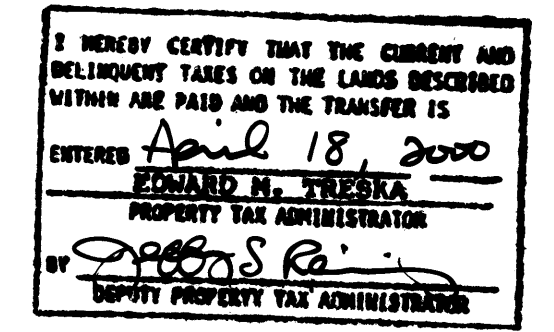 I HEREBY CERTIFY THAT THE CURRENT AND
DELINQUENT TAXES ON THE LANDS DESCRIBED
WITHIN ARE PAID AND THE TRANSFER IS
ENTERED April 18, 2000
EDWARD M. TRESKA
PROPERTY TAX ADMINISTRATOR
BY Jeffry S
DEPUTY PROPERTY TAX ADMINISTRATOR